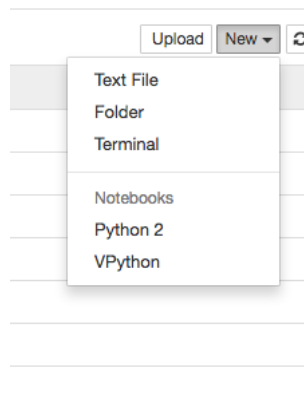 Upload New
Text File
Folder
Terminal
Notebooks
Python 2
VPython